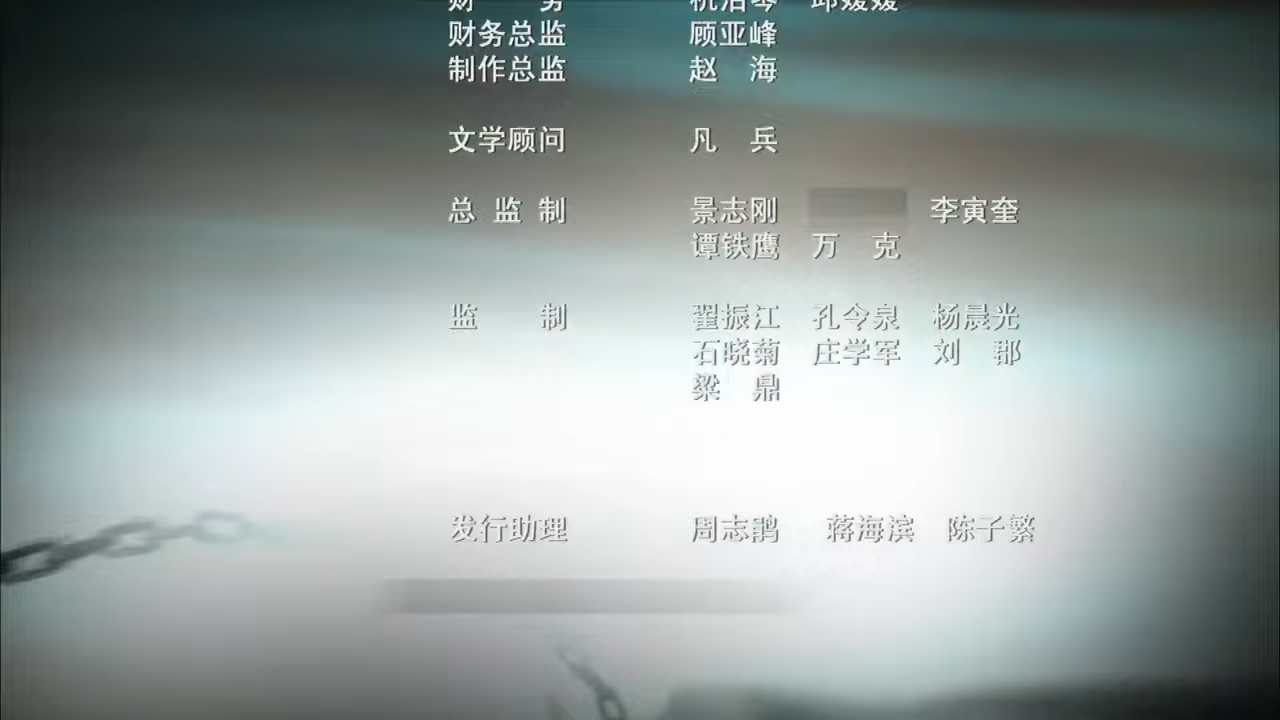 财务总监 顾亚峰
制作总监 赵 海
文学顾问 凡 兵
总 监 制 景志刚 李寅奎
谭铁鹰 万 克
监 制 翟振江 孔令泉 杨晨光
石晓菊 庄学军 刘 郡
梁 鼎
发行助理 周志鹃 蒋海滨 陈子繁